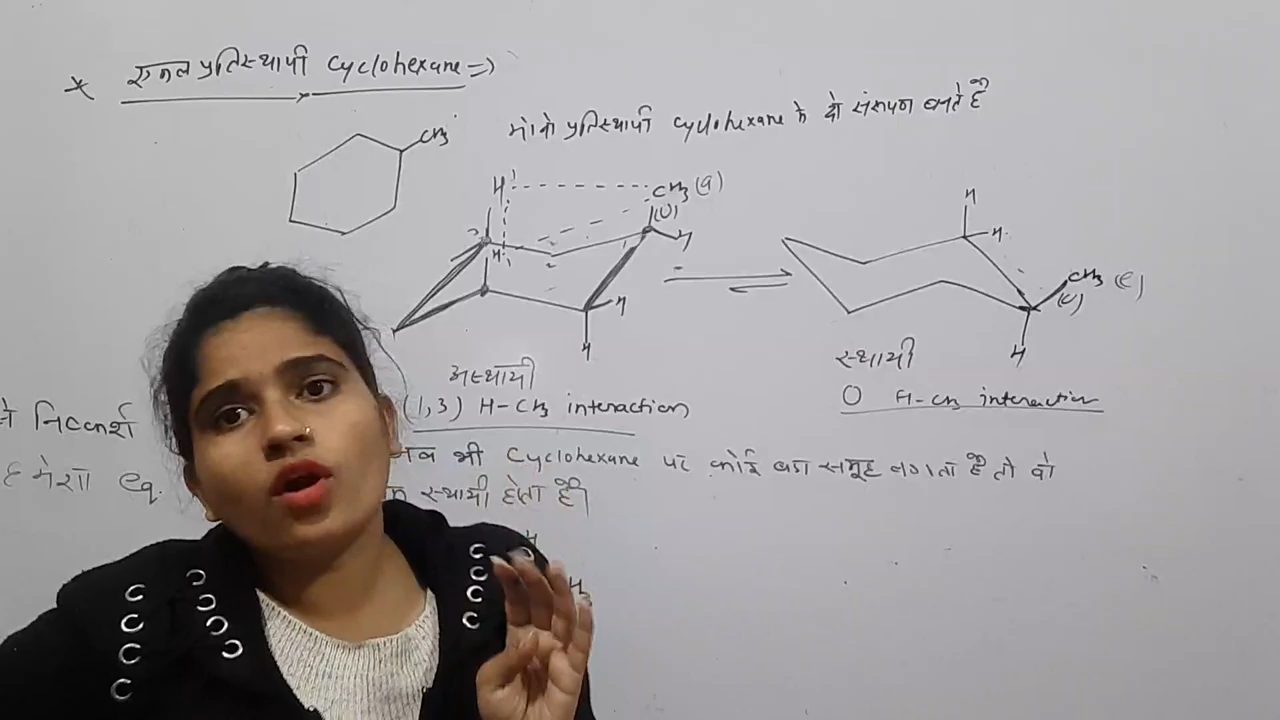 * एकल प्रतिस्थापी Cyclohexane =>
CH3
मोनो प्रतिस्थापी Cyclohexane के दो संरूपण बनते है
H CH3 (a)
(U)
H
H
H
H
H
H
CH3 (e)
(U)
H
अस्थायी
स्थायी
(1,3) H-CH3 interaction
0 H-CH3 interaction
निष्कर्ष
जब भी Cyclohexane पर कोई बडा समूह लगता है तो वो
हमेशा eq. स्थायी होता है।
H
H